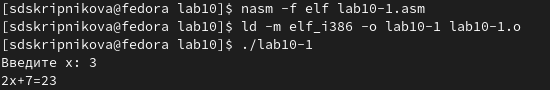 [sdskripnikova@fedora lab10]$ nasm -f elf lab10-1.asm
[sdskripnikova@fedora lab10]$ ld -m elf_i386 -o lab10-1 lab10-1.o
[sdskripnikova@fedora lab10]$ ./lab10-1
Введите x: 3
2x+7=23